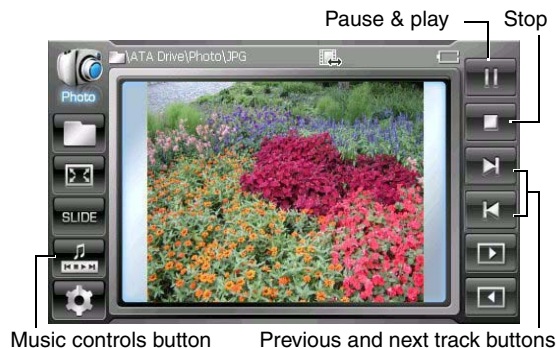 Pause & play Stop
\ATA Drive\Photo\JPG
Photo
SLIDE
Music controls button Previous and next track buttons